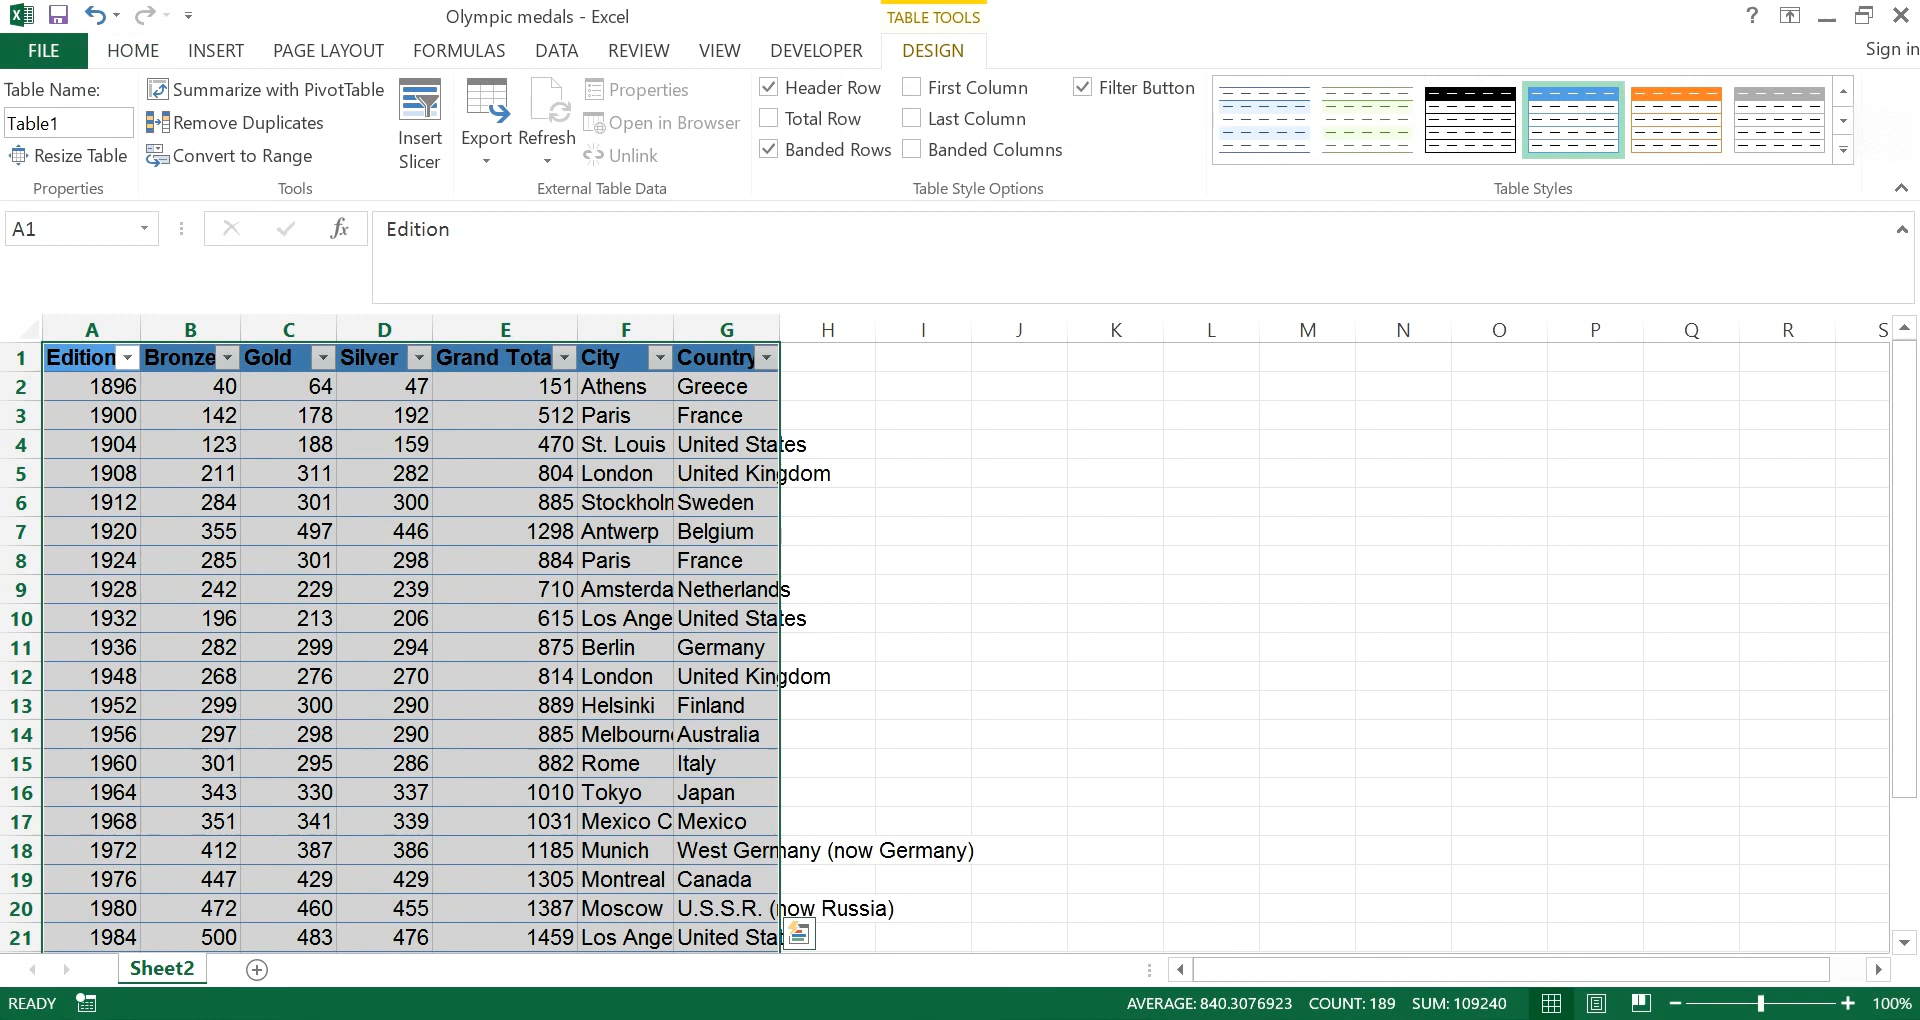 Olympic medals - Excel
TABLE TOOLS
?
FILE HOME INSERT PAGE LAYOUT FORMULAS DATA REVIEW VIEW DEVELOPER DESIGN Sign in
Table Name:
Table1
Resize Table
Properties
Summarize with PivotTable
Remove Duplicates
Convert to Range
Tools
Insert
Slicer
Export Refresh
Properties
Open in Browser
Unlink
External Table Data
Header Row First Column Filter Button
Total Row Last Column
Banded Rows Banded Columns
Table Style Options
Table Styles
A1 fx Edition
A B C D E F G H I J K L M N O P Q R S
1 Edition Bronze Gold Silver Grand Tota City Country
2 1896 40 64 47 151 Athens Greece
3 1900 142 178 192 512 Paris France
4 1904 123 188 159 470 St. Louis United States
5 1908 211 311 282 804 London United Kingdom
6 1912 284 301 300 885 Stockholm Sweden
7 1920 355 497 446 1298 Antwerp Belgium
8 1924 285 301 298 884 Paris France
9 1928 242 229 239 710 Amsterda Netherlands
10 1932 196 213 206 615 Los Ange United States
11 1936 282 299 294 875 Berlin Germany
12 1948 268 276 270 814 London United Kingdom
13 1952 299 300 290 889 Helsinki Finland
14 1956 297 298 290 885 Melbourn Australia
15 1960 301 295 286 882 Rome Italy
16 1964 343 330 337 1010 Tokyo Japan
17 1968 351 341 339 1031 Mexico C Mexico
18 1972 412 387 386 1185 Munich West Germany (now Germany)
19 1976 447 429 429 1305 Montreal Canada
20 1980 472 460 455 1387 Moscow U.S.S.R. (now Russia)
21 1984 500 483 476 1459 Los Ange United Stat
Sheet2
READY AVERAGE: 840.3076923 COUNT: 189 SUM: 109240 100%